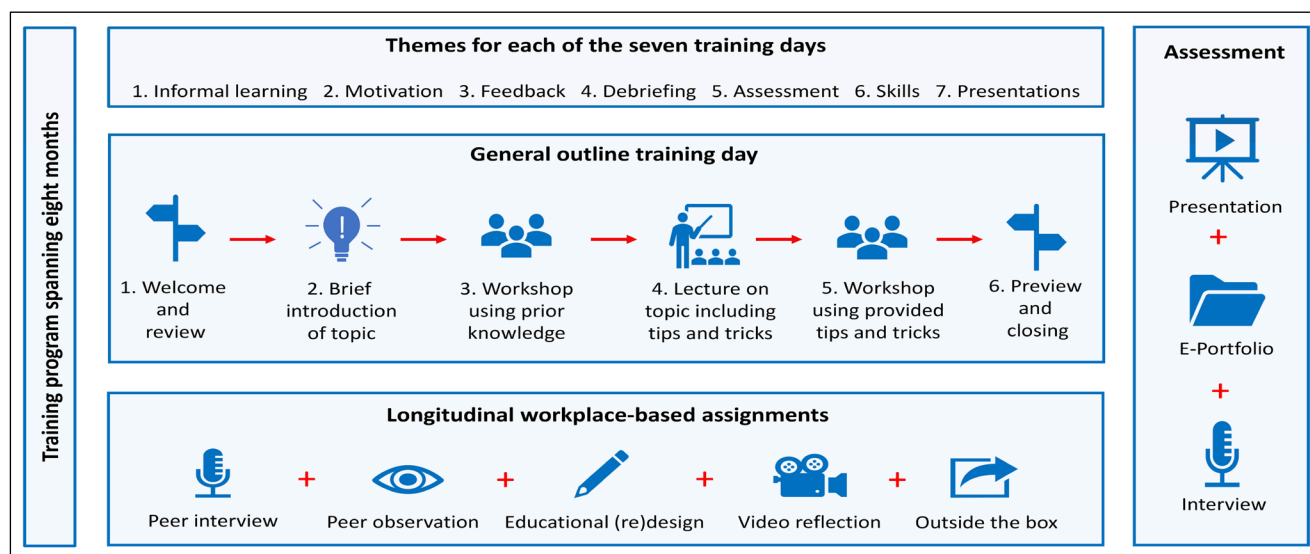 Training program spanning eight months
Themes for each of the seven training days
1. Informal learning 2. Motivation 3. Feedback 4. Debriefing 5. Assessment 6. Skills 7. Presentations
General outline training day
1. Welcome
and
review
2. Brief
introduction
of topic
3. Workshop
using prior
knowledge
4. Lecture on
topic including
tips and tricks
5. Workshop
using provided
tips and tricks
6. Preview
and
closing
Longitudinal workplace-based assignments
Peer interview
+
Peer observation
+
Educational (re)design
+
Video reflection
+
Outside the box
Assessment
Presentation
+
E-Portfolio
+
Interview